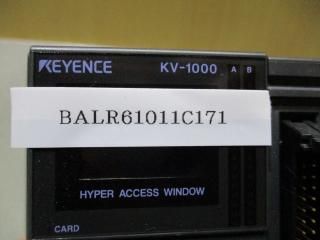 KEYENCE KV-1000 A B
BALR61011C171
HYPER ACCESS WINDOW
CARD